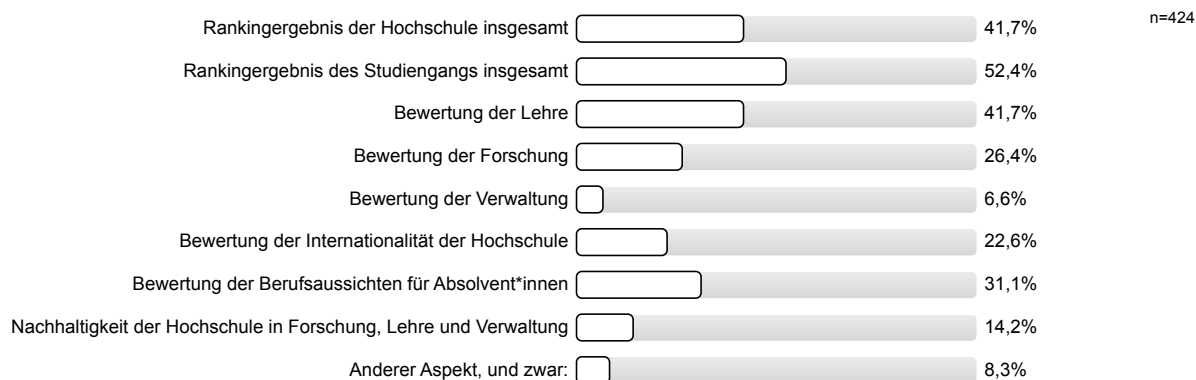 n=424
Rankingergebnis der Hochschule insgesamt 41,7%
Rankingergebnis des Studiengangs insgesamt 52,4%
Bewertung der Lehre 41,7%
Bewertung der Forschung 26,4%
Bewertung der Verwaltung 6,6%
Bewertung der Internationalität der Hochschule 22,6%
Bewertung der Berufsaussichten für Absolvent*innen 31,1%
Nachhaltigkeit der Hochschule in Forschung, Lehre und Verwaltung 14,2%
Anderer Aspekt, und zwar: 8,3%